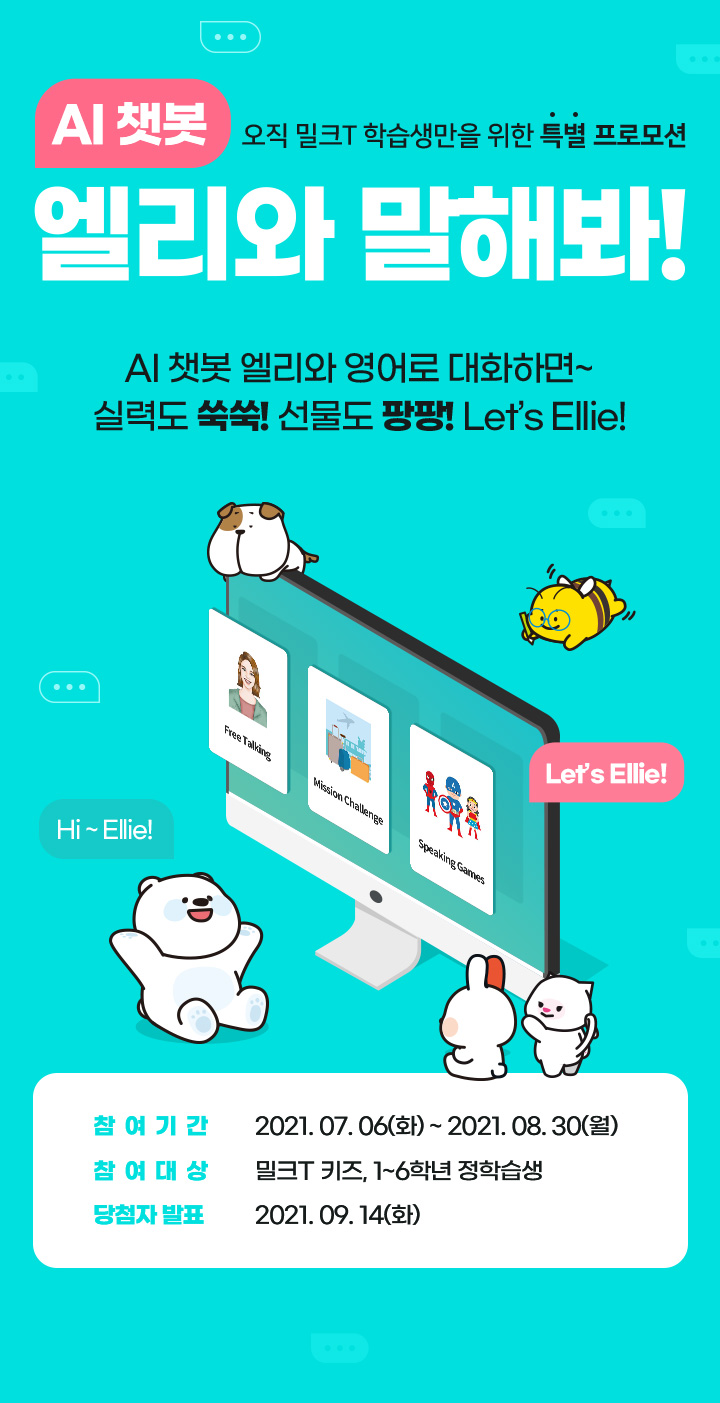 AI 챗봇
오직 밀크T 학습생만을 위한 특별 프로모션
엘리와 말해봐!
AI 챗봇 엘리와 영어로 대화하면~
실력도 쑥쑥! 선물도 팡팡! Let's Ellie!
Free Talking
Mission Challenge
Speaking Games
Let's Ellie!
Hi ~ Ellie!
참여기간 2021. 07. 06(화) ~ 2021. 08. 30(월)
참여대상 밀크T 키즈, 1~6학년 정학습생
당첨자 발표 2021. 09. 14(화)